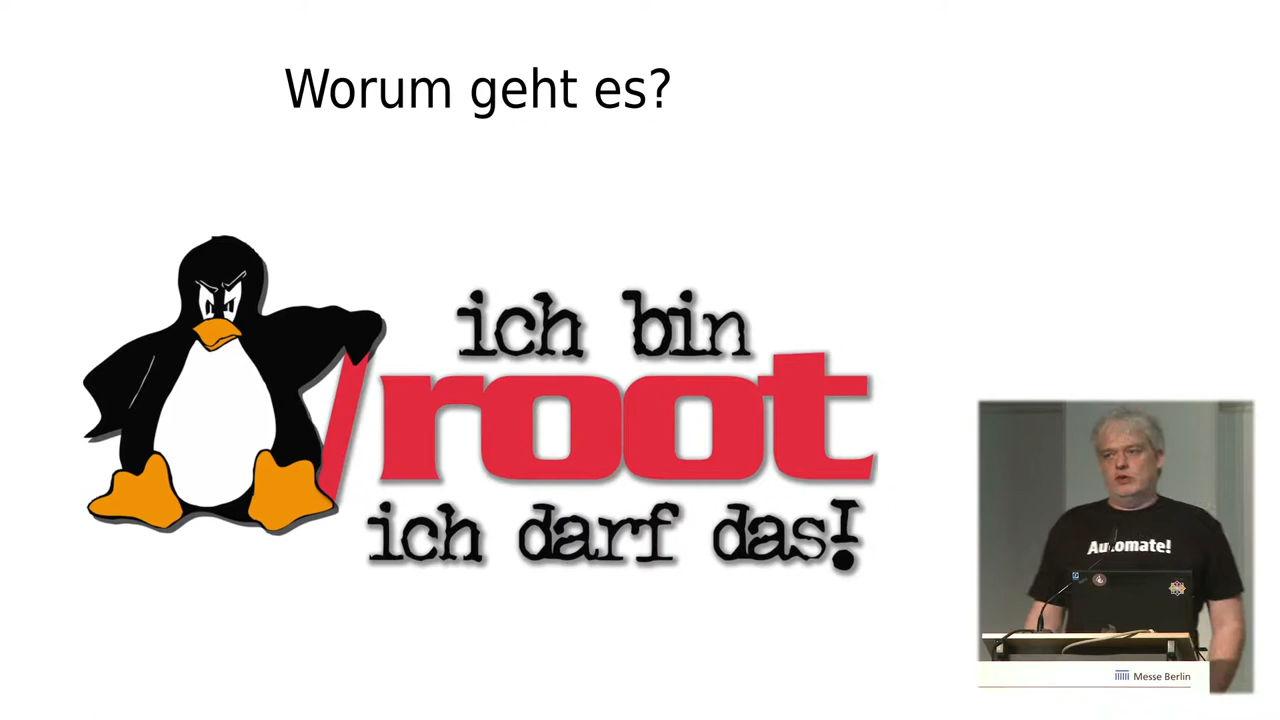 Worum geht es?
ich bin
/root
ich darf das!
Automate!
Messe Berlin